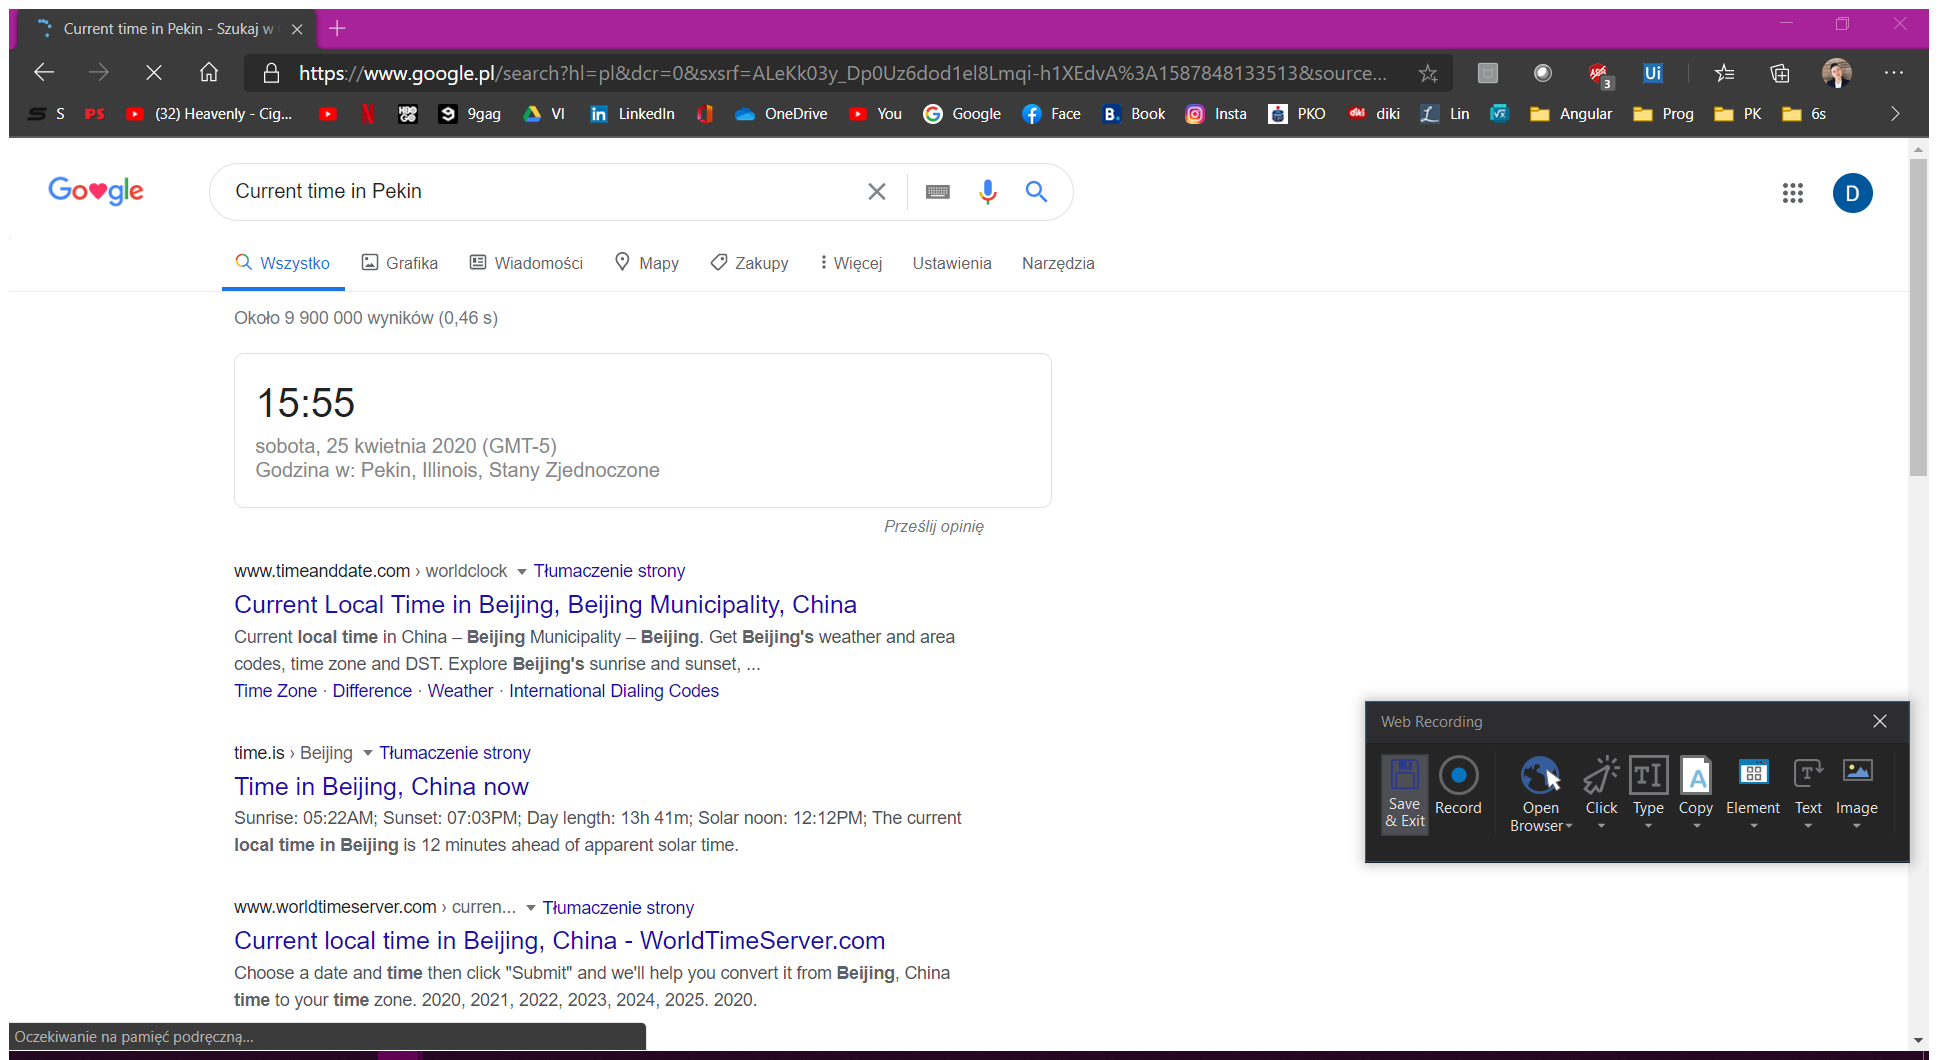 Current time in Pekin - Szukaj w
https://www.google.pl/search?hl=pl&dcr=0&sxsrf=ALeKk03y_Dp0Uz6dod1el8Lmqi-h1XEdvA%3A1587848133513&source...
3
Ui
S
PS
(32) Heavenly - Cig...
N
HBO GO
9gag
VI
LinkedIn
OneDrive
You
Google
Face
B. Book
Insta
PKO
diki diki
L Lin
Angular
Prog
PK
6s
Google
Current time in Pekin
D
Wszystko
Grafika
Wiadomości
Mapy
Zakupy
Więcej
Ustawienia
Narzędzia
Około 9 900 000 wyników (0,46 s)
15:55
sobota, 25 kwietnia 2020 (GMT-5)
Godzina w: Pekin, Illinois, Stany Zjednoczone
Prześlij opinię
www.timeanddate.com › worldclock Tłumaczenie strony
Current Local Time in Beijing, Beijing Municipality, China
Current local time in China – Beijing Municipality – Beijing. Get Beijing's weather and area
codes, time zone and DST. Explore Beijing's sunrise and sunset, ...
Time Zone · Difference · Weather · International Dialing Codes
time.is › Beijing Tłumaczenie strony
Time in Beijing, China now
Sunrise: 05:22AM; Sunset: 07:03PM; Day length: 13h 41m; Solar noon: 12:12PM; The current
local time in Beijing is 12 minutes ahead of apparent solar time.
www.worldtimeserver.com › curren... Tłumaczenie strony
Current local time in Beijing, China - WorldTimeServer.com
Choose a date and time then click "Submit" and we'll help you convert it from Beijing, China
time to your time zone. 2020, 2021, 2022, 2023, 2024, 2025. 2020.
Web Recording
Save
& Exit
Record
Open
Browser
Click
Type
Copy
Element
Text
Image
Oczekiwanie na pamięć podręczną...